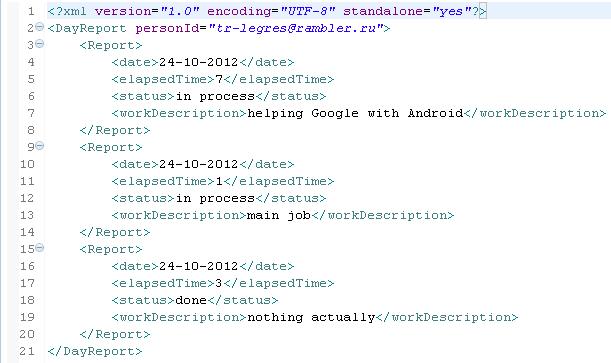 1 <?xml version="1.0" encoding="UTF-8" standalone="yes"?>
2 <DayReport personId="tr-legres@rambler.ru">
3     <Report>
4         <date>24-10-2012</date>
5         <elapsedTime>7</elapsedTime>
6         <status>in process</status>
7         <workDescription>helping Google with Android</workDescription>
8     </Report>
9     <Report>
10         <date>24-10-2012</date>
11         <elapsedTime>1</elapsedTime>
12         <status>in process</status>
13         <workDescription>main job</workDescription>
14     </Report>
15     <Report>
16         <date>24-10-2012</date>
17         <elapsedTime>3</elapsedTime>
18         <status>done</status>
19         <workDescription>nothing actually</workDescription>
20     </Report>
21 </DayReport>